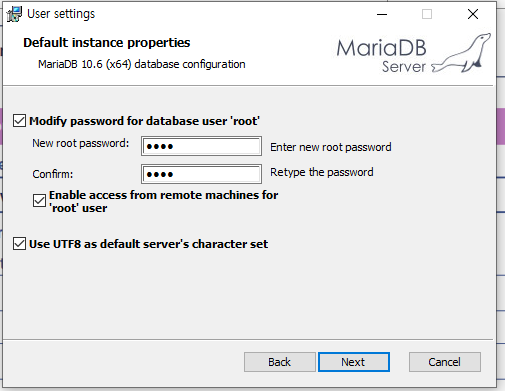 User settings
Default instance properties
MariaDB 10.6 (x64) database configuration
MariaDB
Server
Modify password for database user 'root'
New root password: •••• Enter new root password
Confirm: •••• Retype the password
Enable access from remote machines for
'root' user
Use UTF8 as default server's character set
Back Next Cancel